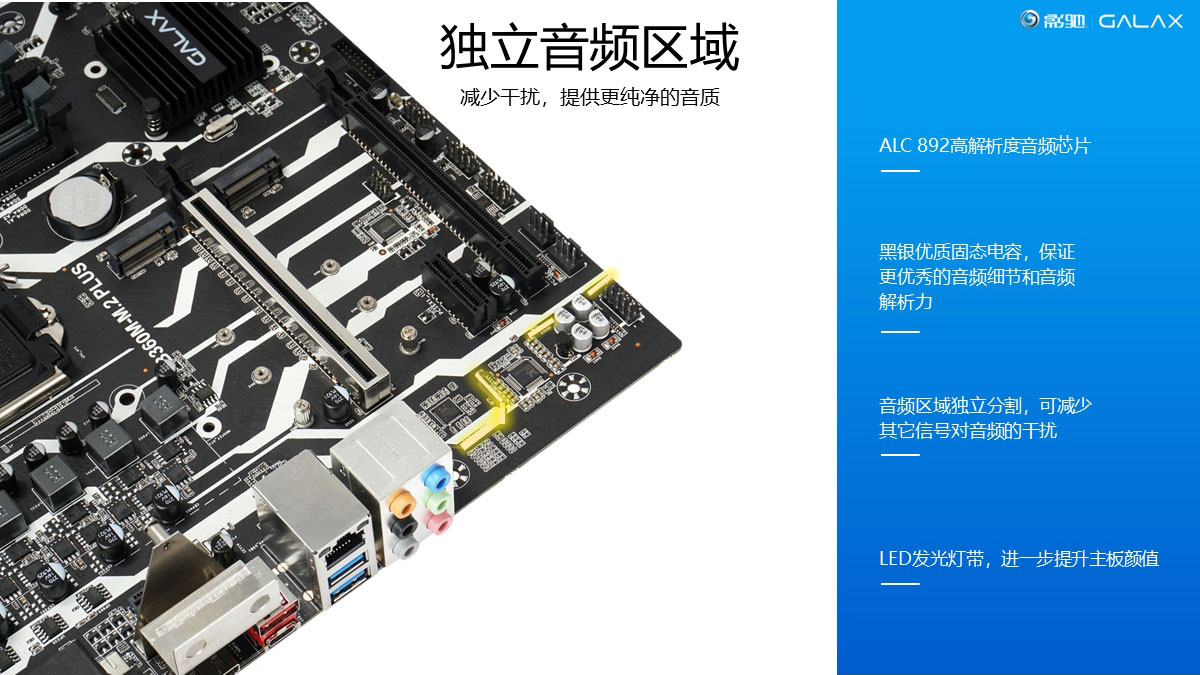 独立音频区域
减少干扰，提供更纯净的音质
影驰 GALAX
ALC 892高解析度音频芯片
黑银优质固态电容，保证
更优秀的音频细节和音频
解析力
音频区域独立分割，可减少
其它信号对音频的干扰
LED发光灯带，进一步提升主板颜值
GALAX
B360M-M.2 PLUS